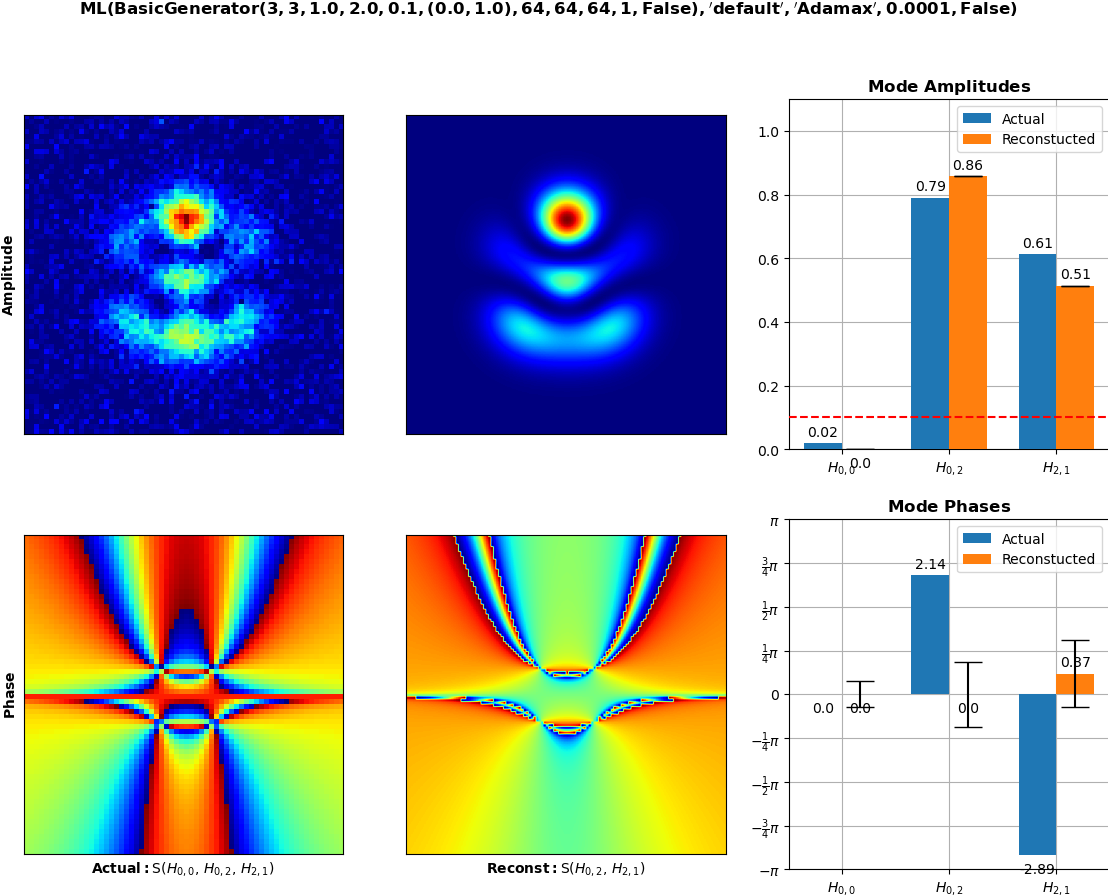 ML(BasicGenerator(3, 3, 1.0, 2.0, 0.1, (0.0, 1.0), 64, 64, 64, 1, False), ′default′, ′Adamax′, 0.0001, False)
Amplitude
Mode Amplitudes
Actual
Reconstucted
1.0
0.8
0.6
0.4
0.2
0.0
0.02
0.0
0.79
0.86
0.61
0.51
H0,0
H0,2
H2,1
Phase
Actual: S(H0,0, H0,2, H2,1)
Reconst: S(H0,2, H2,1)
Mode Phases
Actual
Reconstucted
π
3/4π
1/2π
1/4π
0
−1/4π
−1/2π
−3/4π
−π
0.0
0.0
2.14
0.0
2.89
0.37
H0,0
H0,2
H2,1